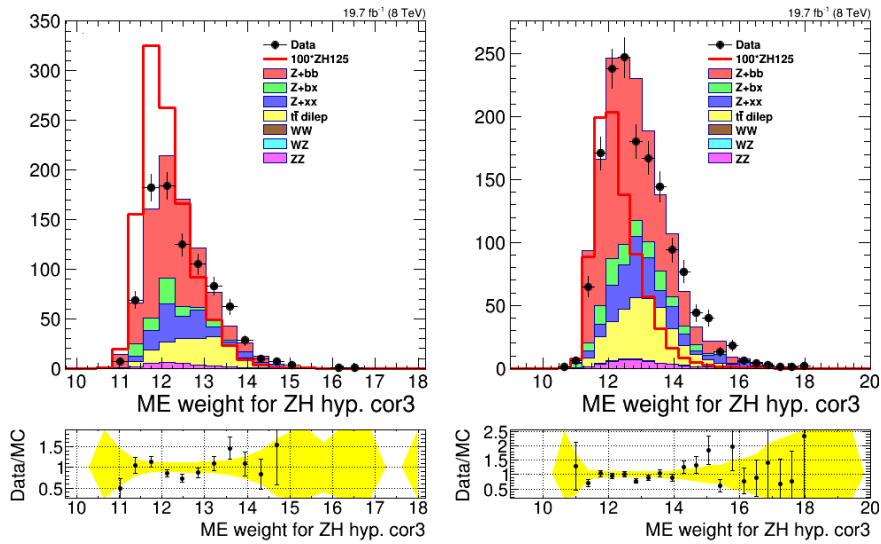 19.7 fb⁻¹ (8 TeV)
350
300
250
200
150
100
50
0
Data
100*ZH125
Z+bb
Z+bx
Z+xx
tt̄ dilep
WW
WZ
ZZ
10 11 12 13 14 15 16 17 18
ME weight for ZH hyp. cor3
Data/MC
1.5
1
0.5
10 11 12 13 14 15 16 17 18
ME weight for ZH hyp. cor3
19.7 fb⁻¹ (8 TeV)
250
200
150
100
50
0
Data
100*ZH125
Z+bb
Z+bx
Z+xx
tt̄ dilep
WW
WZ
ZZ
10 12 14 16 18 20
ME weight for ZH hyp. cor3
Data/MC
2.5
2
1.5
1
0.5
10 12 14 16 18 20
ME weight for ZH hyp. cor3